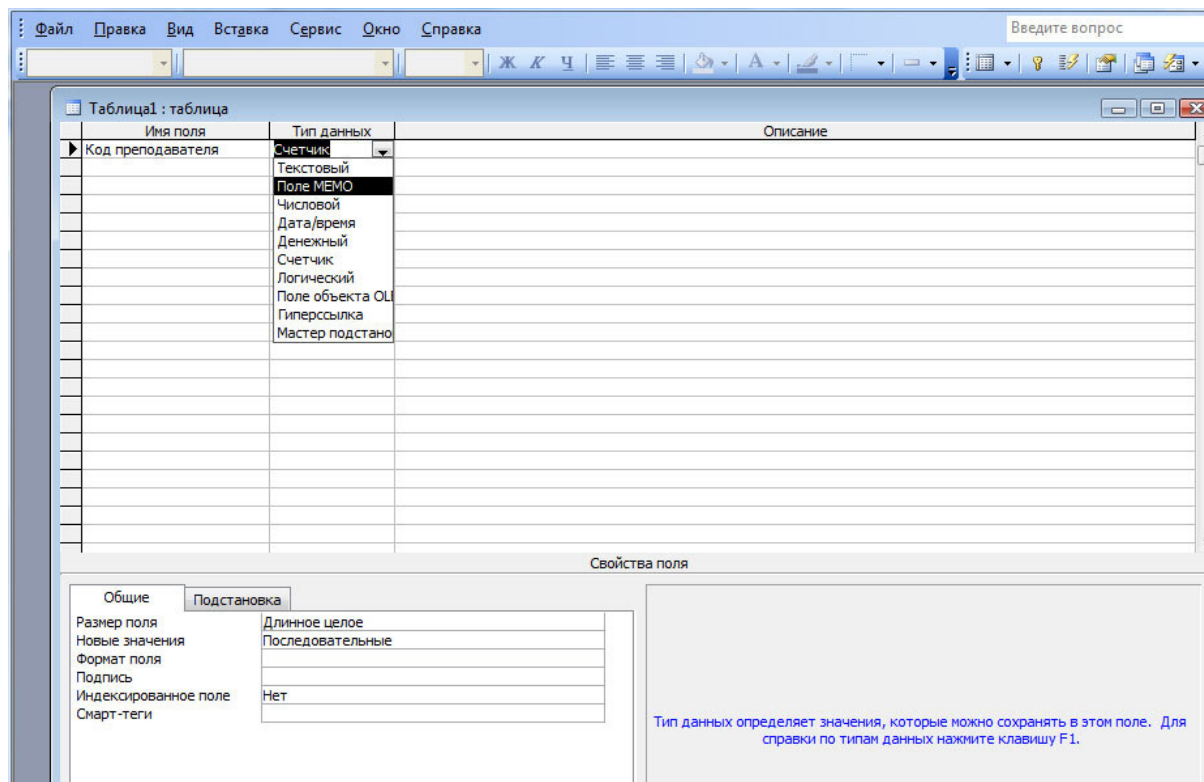 Файл Правка Вид Вставка Сервис Окно Справка Введите вопрос
Ж К Ч А
Таблица1 : таблица
Имя поля Тип данных Описание
Код преподавателя Счетчик
Текстовый
Поле МЕМО
Числовой
Дата/время
Денежный
Счетчик
Логический
Поле объекта OL
Гиперссылка
Мастер подстано
Свойства поля
Общие Подстановка
Размер поля Длинное целое
Новые значения Последовательные
Формат поля
Подпись
Индексированное поле Нет
Смарт-теги
Тип данных определяет значения, которые можно сохранять в этом поле. Для
справки по типам данных нажмите клавишу F1.